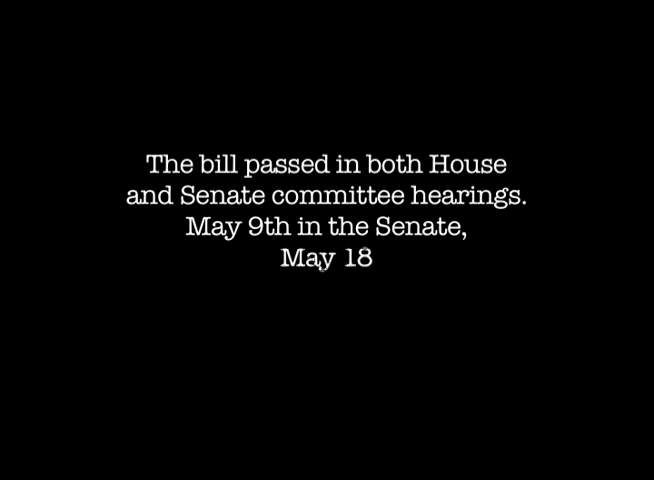 The bill passed in both House
and Senate committee hearings.
May 9th in the Senate,
May 18